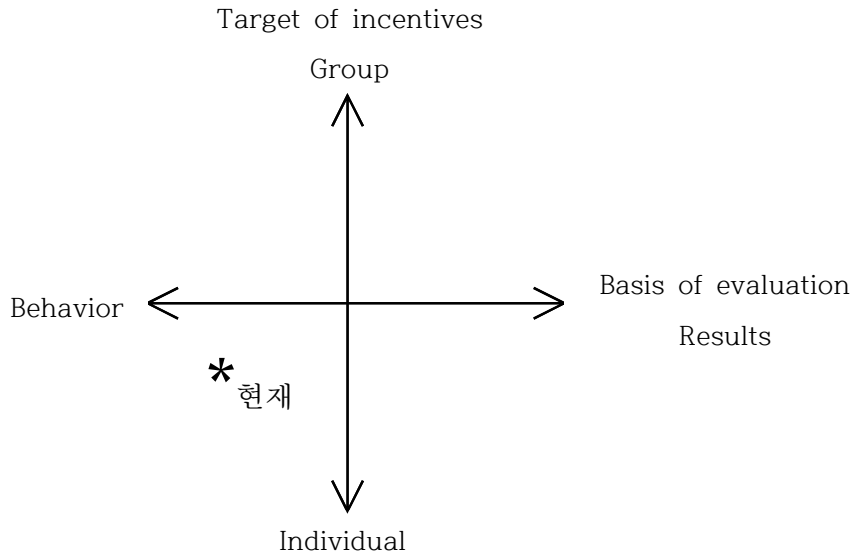 Target of incentives
Group
Behavior
Basis of evaluation
Results
*현재
Individual